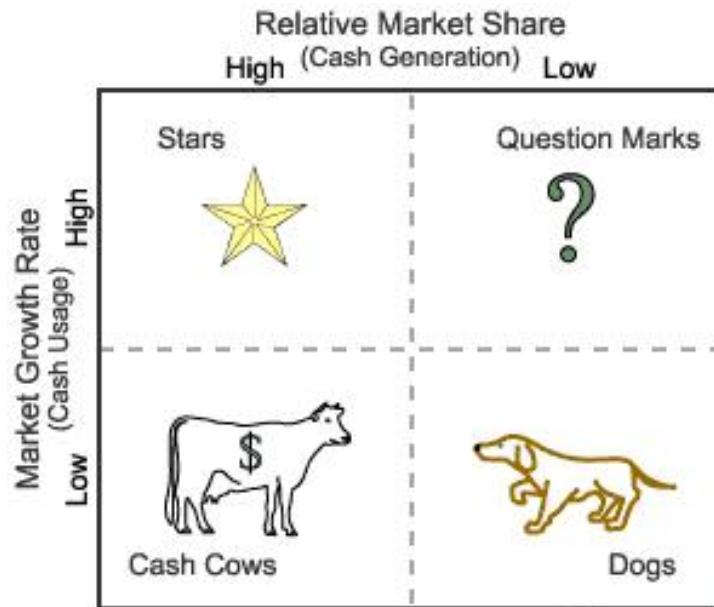 Relative Market Share
(Cash Generation)
High
Low
Stars
Question Marks
?
Market Growth Rate
(Cash Usage)
High
Low
$
Cash Cows
Dogs